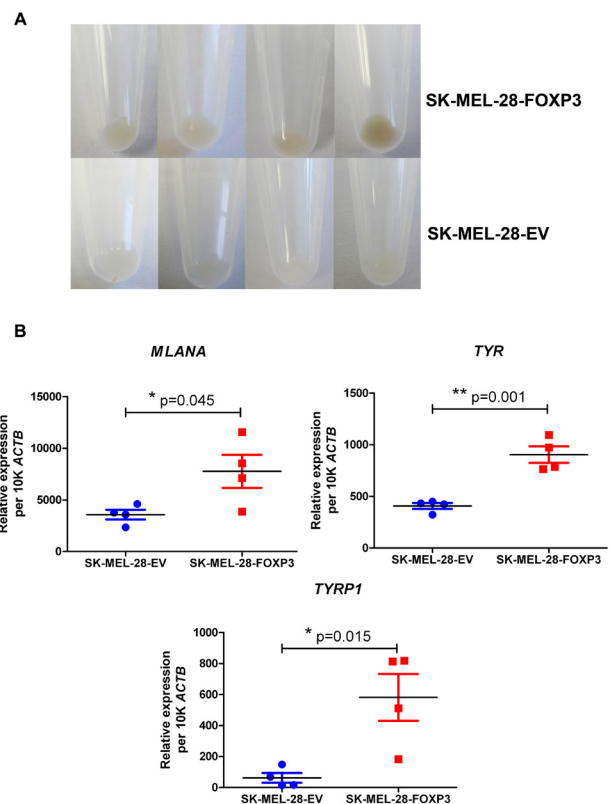 A
SK-MEL-28-FOXP3
SK-MEL-28-EV
B
MLANA
Relative expression
per 10K ACTB
15000
10000
5000
0
* p=0.045
SK-MEL-28-EV
SK-MEL-28-FOXP3
TYR
Relative expression
per 10K ACTB
1500
1000
500
0
** p=0.001
SK-MEL-28-EV
SK-MEL-28-FOXP3
TYRP1
Relative expression
per 10K ACTB
1000
800
600
400
200
0
* p=0.015
SK-MEL-28-EV
SK-MEL-28-FOXP3